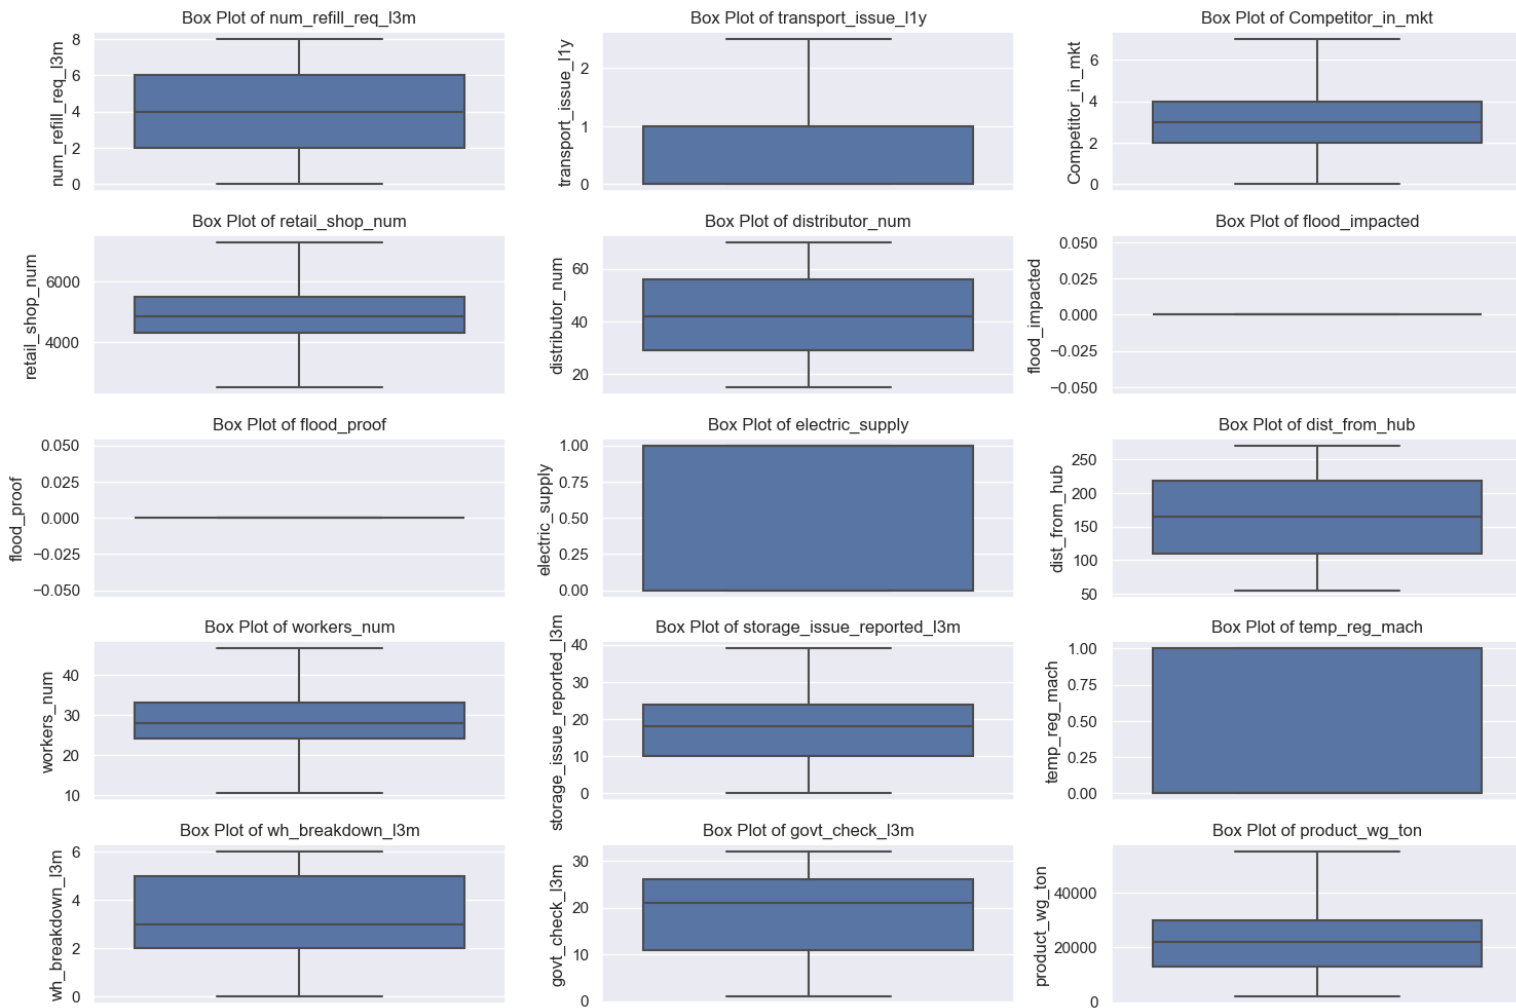 Box Plot of num_refill_req_l3m
num_refill_req_l3m
8
6
4
2
0
Box Plot of transport_issue_l1y
transport_issue_l1y
2
1
0
Box Plot of Competitor_in_mkt
Competitor_in_mkt
6
4
2
0
Box Plot of retail_shop_num
retail_shop_num
6000
4000
Box Plot of distributor_num
distributor_num
60
40
20
Box Plot of flood_impacted
flood_impacted
0.050
0.025
0.000
−0.025
−0.050
Box Plot of flood_proof
flood_proof
0.050
0.025
0.000
−0.025
−0.050
Box Plot of electric_supply
electric_supply
1.00
0.75
0.50
0.25
0.00
Box Plot of dist_from_hub
dist_from_hub
250
200
150
100
50
Box Plot of workers_num
workers_num
40
30
20
10
Box Plot of storage_issue_reported_l3m
storage_issue_reported_l3m
40
30
20
10
0
Box Plot of temp_reg_mach
temp_reg_mach
1.00
0.75
0.50
0.25
0.00
Box Plot of wh_breakdown_l3m
wh_breakdown_l3m
6
4
2
0
Box Plot of govt_check_l3m
govt_check_l3m
30
20
10
0
Box Plot of product_wg_ton
product_wg_ton
40000
20000
0